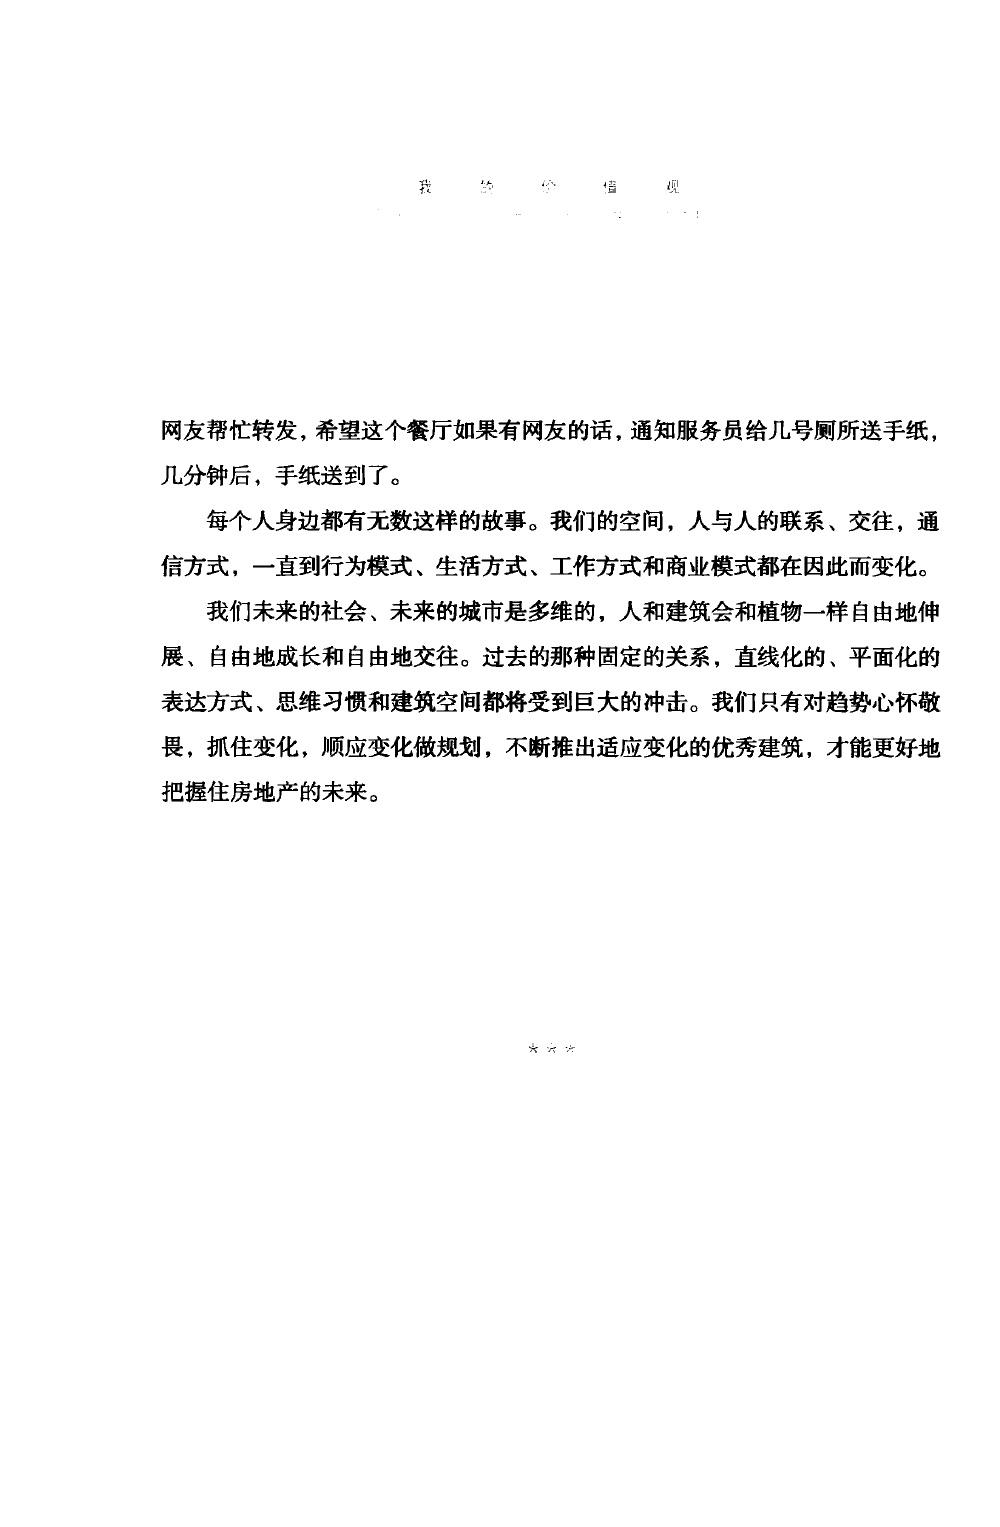 我的价值观
网友帮忙转发，希望这个餐厅如果有网友的话，通知服务员给几号厕所送手纸，
几分钟后，手纸送到了。
每个人身边都有无数这样的故事。我们的空间，人与人的联系、交往，通
信方式，一直到行为模式、生活方式、工作方式和商业模式都在因此而变化。
我们未来的社会、未来的城市是多维的，人和建筑会和植物一样自由地伸
展、自由地成长和自由地交往。过去的那种固定的关系，直线化的、平面化的
表达方式、思维习惯和建筑空间都将受到巨大的冲击。我们只有对趋势心怀敬
畏，抓住变化，顺应变化做规划，不断推出适应变化的优秀建筑，才能更好地
把握住房地产的未来。
***